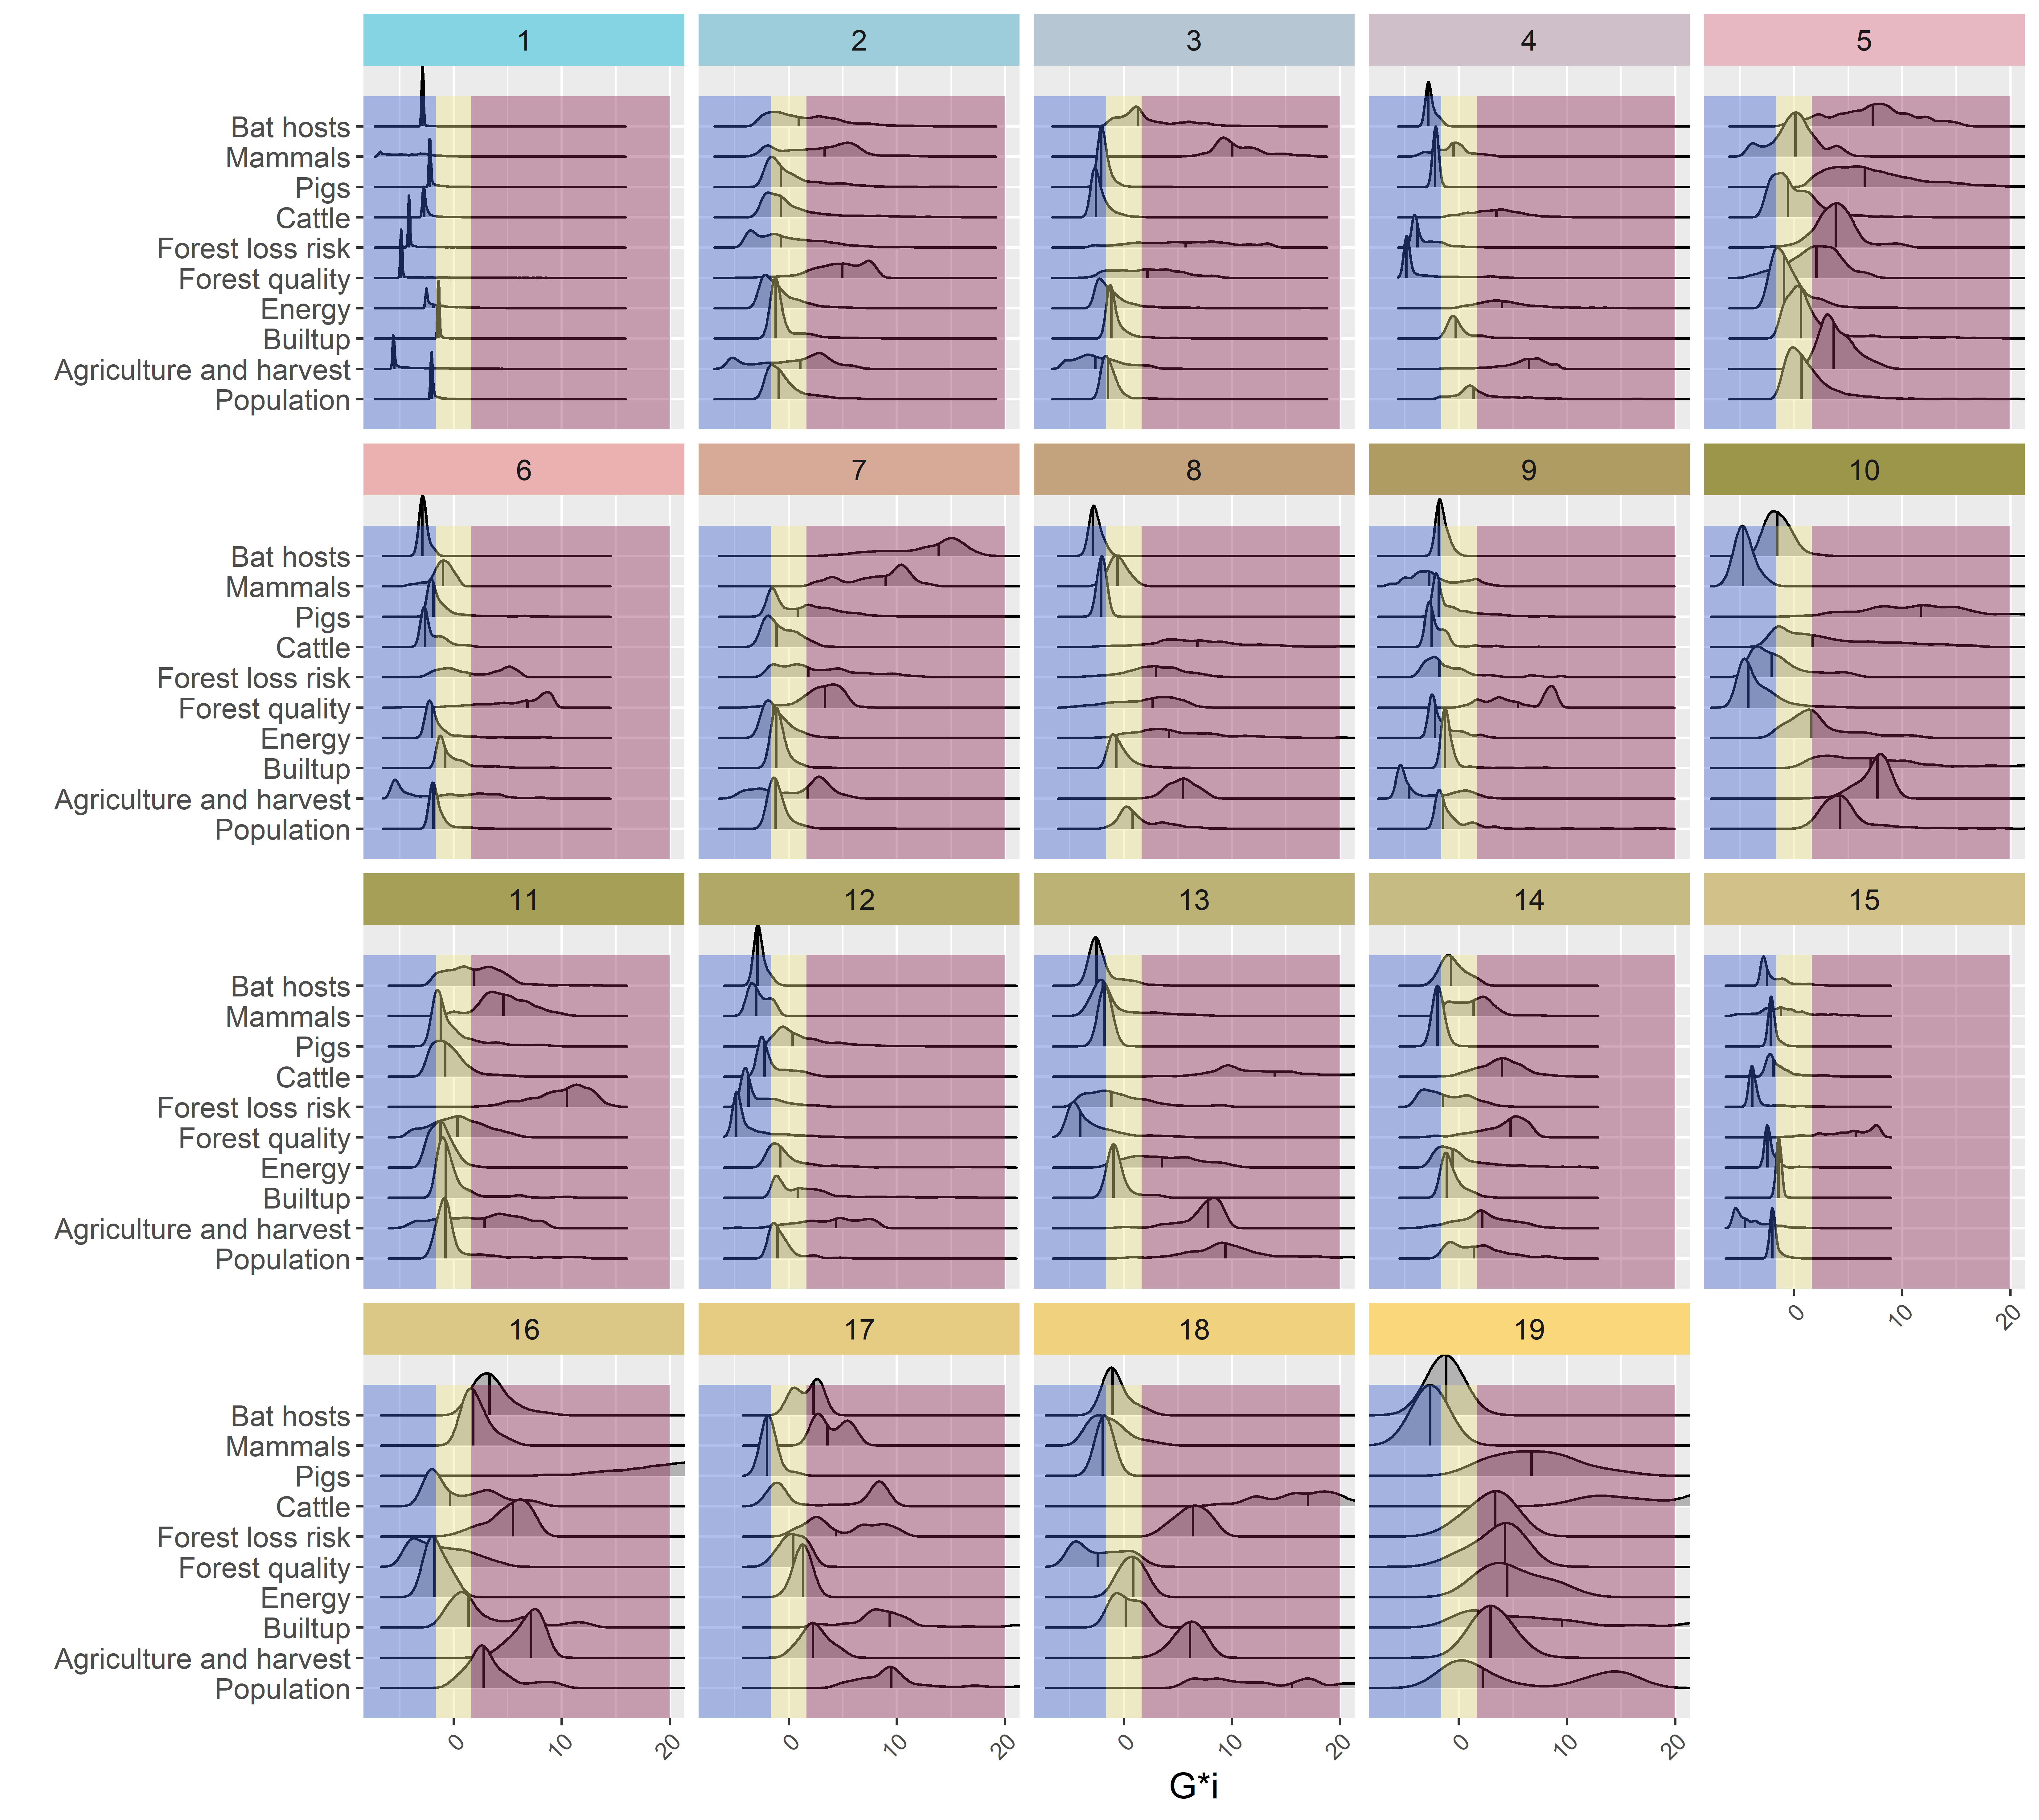 1 2 3 4 5
Bat hosts
Mammals
Pigs
Cattle
Forest loss risk
Forest quality
Energy
Builtup
Agriculture and harvest
Population
6 7 8 9 10
Bat hosts
Mammals
Pigs
Cattle
Forest loss risk
Forest quality
Energy
Builtup
Agriculture and harvest
Population
11 12 13 14 15
Bat hosts
Mammals
Pigs
Cattle
Forest loss risk
Forest quality
Energy
Builtup
Agriculture and harvest
Population
0 10 20
16 17 18 19
Bat hosts
Mammals
Pigs
Cattle
Forest loss risk
Forest quality
Energy
Builtup
Agriculture and harvest
Population
0 10 20 0 10 20 0 10 20 0 10 20
G*i